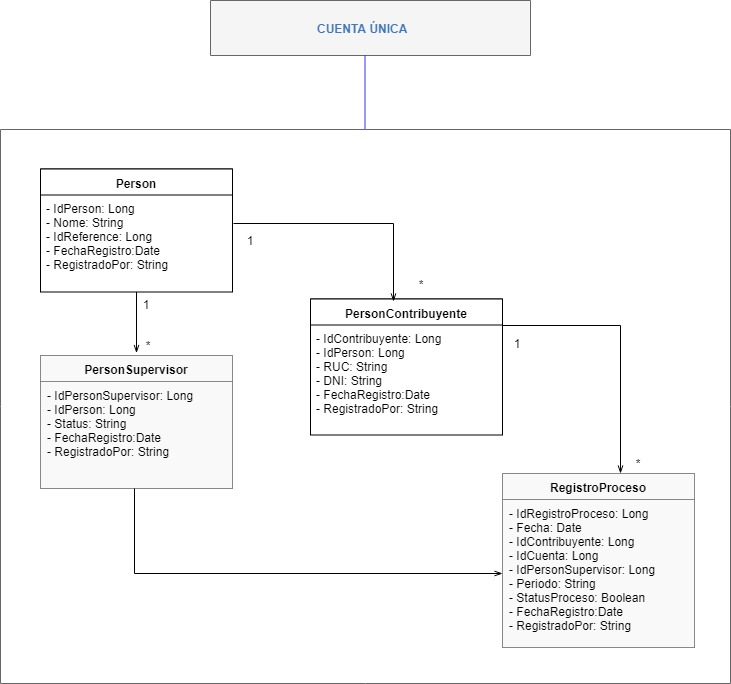 CUENTA ÚNICA
Person
- IdPerson: Long
- Nome: String
- IdReference: Long
- FechaRegistro:Date
- RegistradoPor: String
1
*
1
*
PersonContribuyente
- IdContribuyente: Long
- IdPerson: Long
- RUC: String
- DNI: String
- FechaRegistro:Date
- RegistradoPor: String
1
*
PersonSupervisor
- IdPersonSupervisor: Long
- IdPerson: Long
- Status: String
- FechaRegistro:Date
- RegistradoPor: String
RegistroProceso
- IdRegistroProceso: Long
- Fecha: Date
- IdContribuyente: Long
- IdCuenta: Long
- IdPersonSupervisor: Long
- Periodo: String
- StatusProceso: Boolean
- FechaRegistro:Date
- RegistradoPor: String